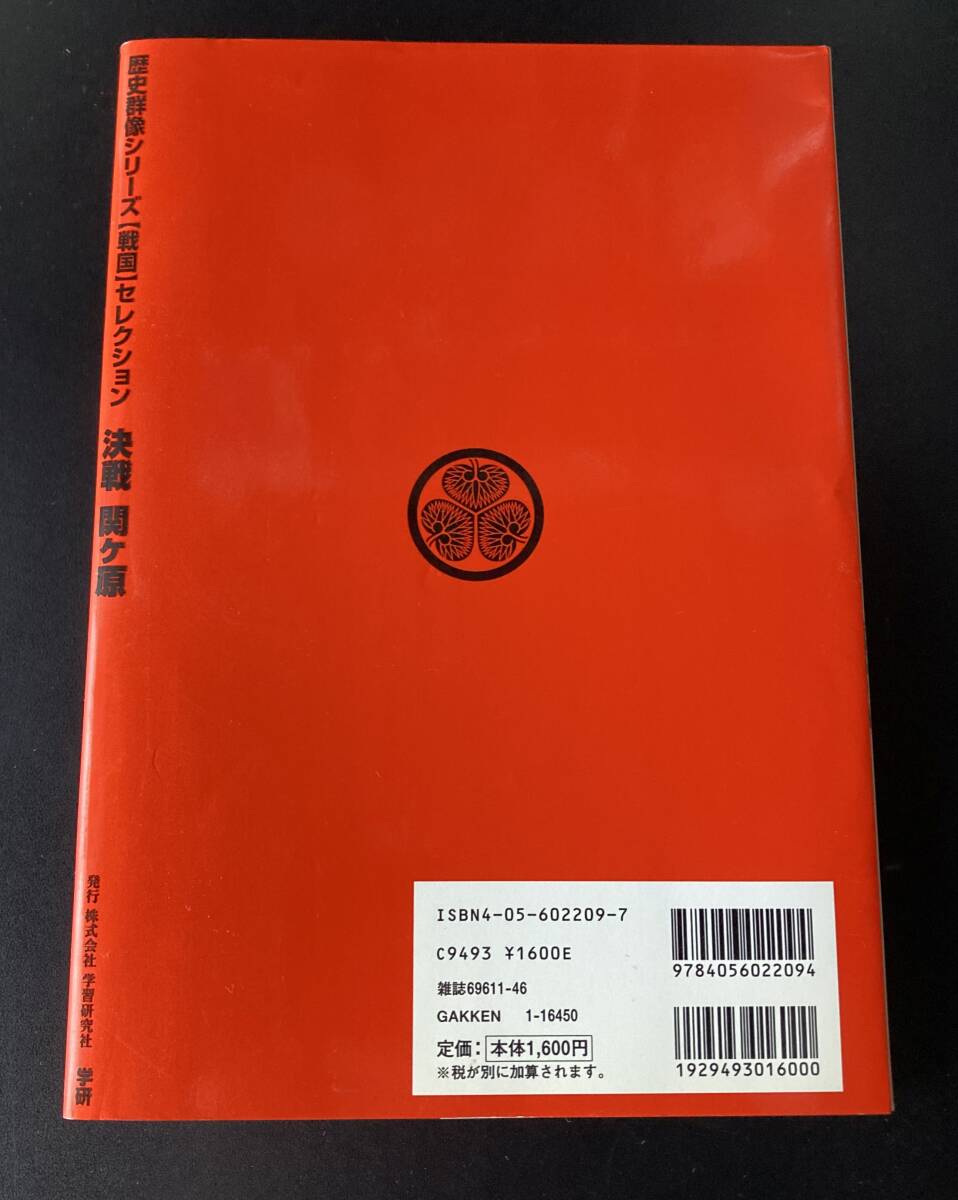 歴史群像シリーズ【戦国】セレクション 決戦 関ヶ原
発行 株式会社 学習研究社 学研
ISBN4-05-602209-7
C9493 ¥1600E
雑誌69611-46
GAKKEN 1-16450
定価：本体1,600円
※税が別に加算されます。
9784056022094
1929493016000